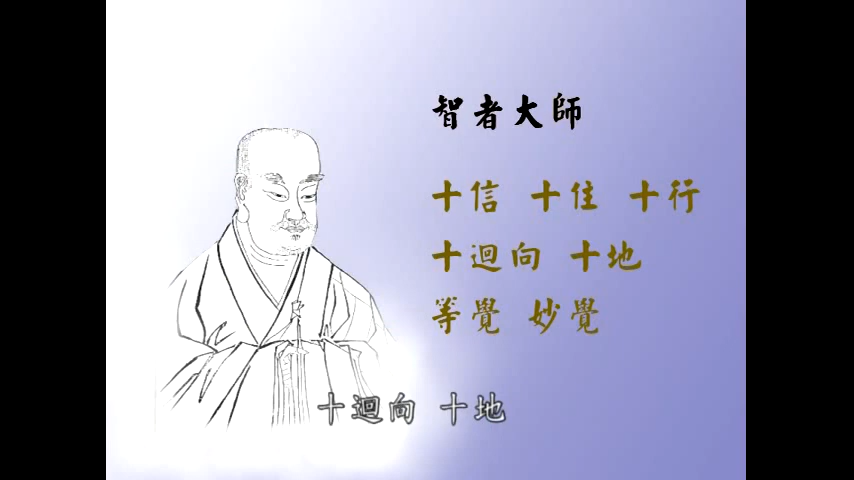 智者大師
十信 十住 十行
十迴向 十地
等覺 妙覺
十迴向 十地